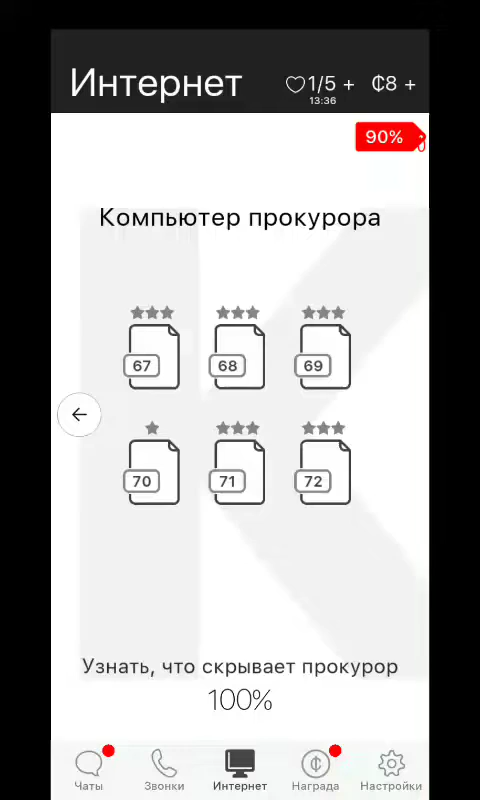 Интернет
1/5 +
₵8 +
13:36
90%
Компьютер прокурора
67
68
69
70
71
72
Узнать, что скрывает прокурор
100%
Чаты
Звонки
Интернет
Награда
Настройки